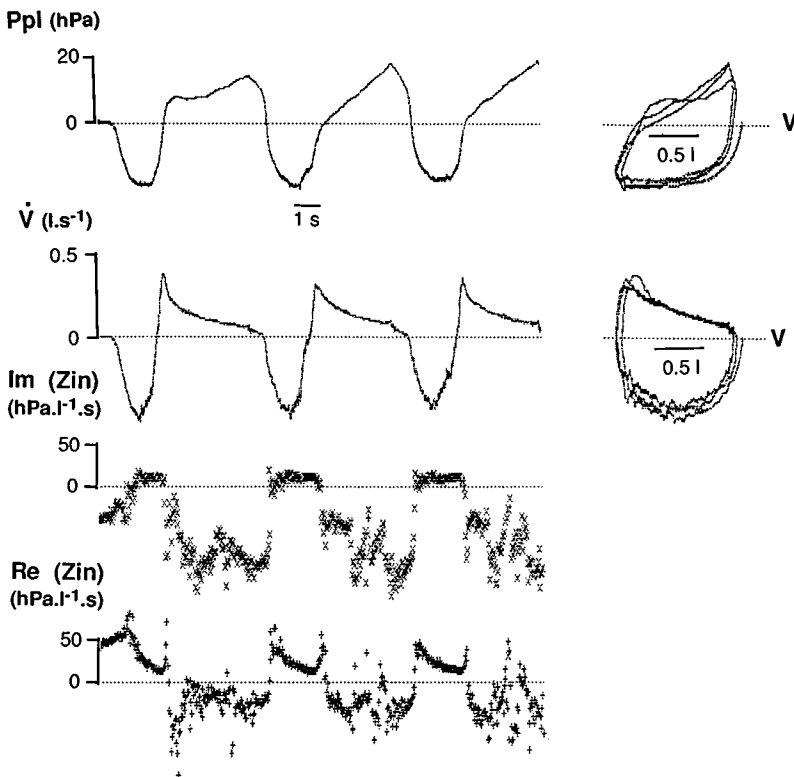 Ppl (hPa)
20
0
V
0.5 l
1 s
V̇ (l.s⁻¹)
0.5
0
V
0.5 l
Im (Zin)
(hPa.l⁻¹.s)
50
0
Re (Zin)
(hPa.l⁻¹.s)
50
0